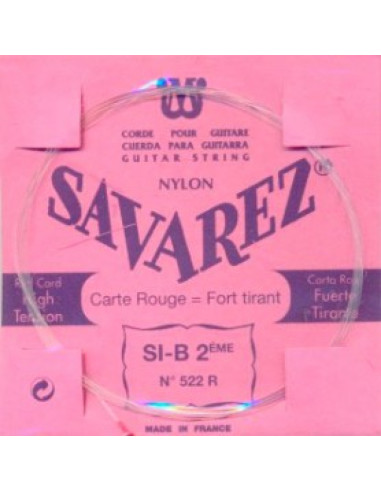 CORDE POUR GUITARE
CUERDA PARA GUITARRA
GUITAR STRING
NYLON
SAVAREZ®
Red Card
High
Tension
Carte Rouge = Fort tirant
Carta Roja
Fuerte
Tirante
SI-B 2ÈME
N° 522 R
MADE IN FRANCE